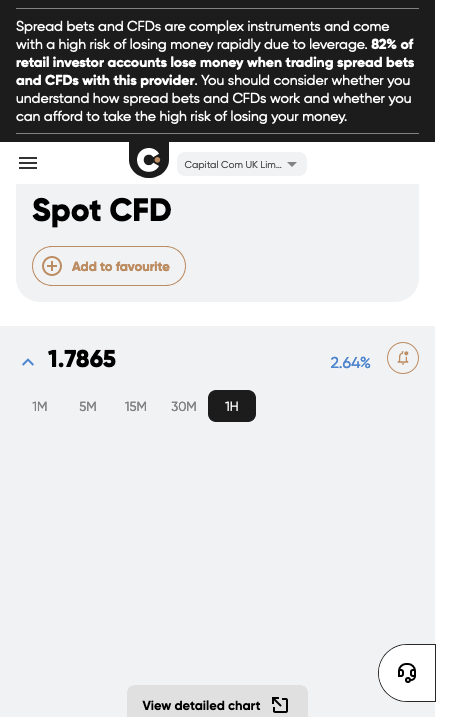 Spread bets and CFDs are complex instruments and come
with a high risk of losing money rapidly due to leverage. 82% of
retail investor accounts lose money when trading spread bets
and CFDs with this provider. You should consider whether you
understand how spread bets and CFDs work and whether you
can afford to take the high risk of losing your money.
Capital Com UK Lim...
Spot CFD
Add to favourite
1.7865
2.64%
1M 5M 15M 30M 1H
View detailed chart